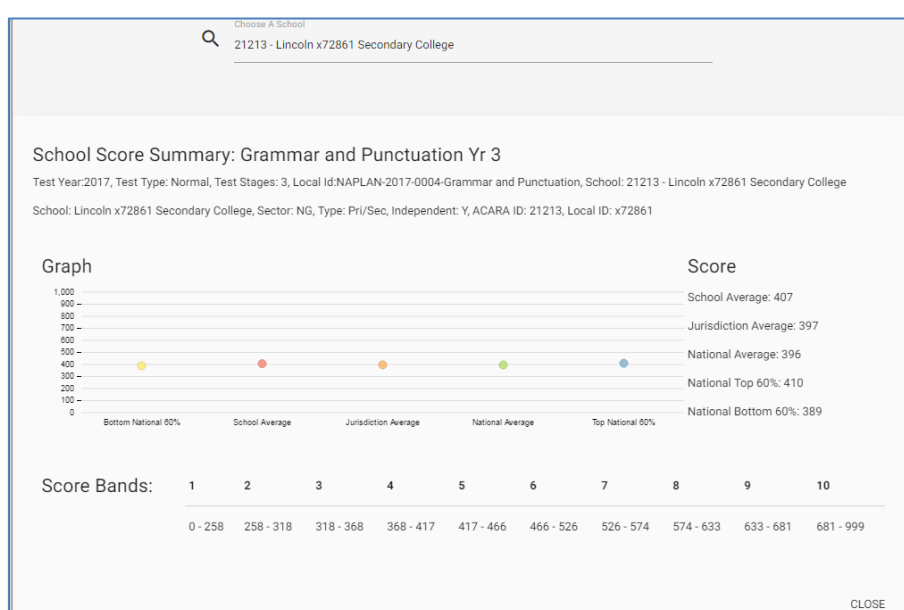 Choose A School
21213 - Lincoln x72861 Secondary College
School Score Summary: Grammar and Punctuation Yr 3
Test Year:2017, Test Type: Normal, Test Stages: 3, Local Id:NAPLAN-2017-0004-Grammar and Punctuation, School: 21213 - Lincoln x72861 Secondary College
School: Lincoln x72861 Secondary College, Sector: NG, Type: Pri/Sec, Independent: Y, ACARA ID: 21213, Local ID: x72861
Graph
1,000
900
800
700
600
500
400
300
200
100
0
Bottom National 60% School Average Jurisdiction Average National Average Top National 60%
Score
School Average: 407
Jurisdiction Average: 397
National Average: 396
National Top 60%: 410
National Bottom 60%: 389
Score Bands: 1 2 3 4 5 6 7 8 9 10
0 - 258 258 - 318 318 - 368 368 - 417 417 - 466 466 - 526 526 - 574 574 - 633 633 - 681 681 - 999
CLOSE